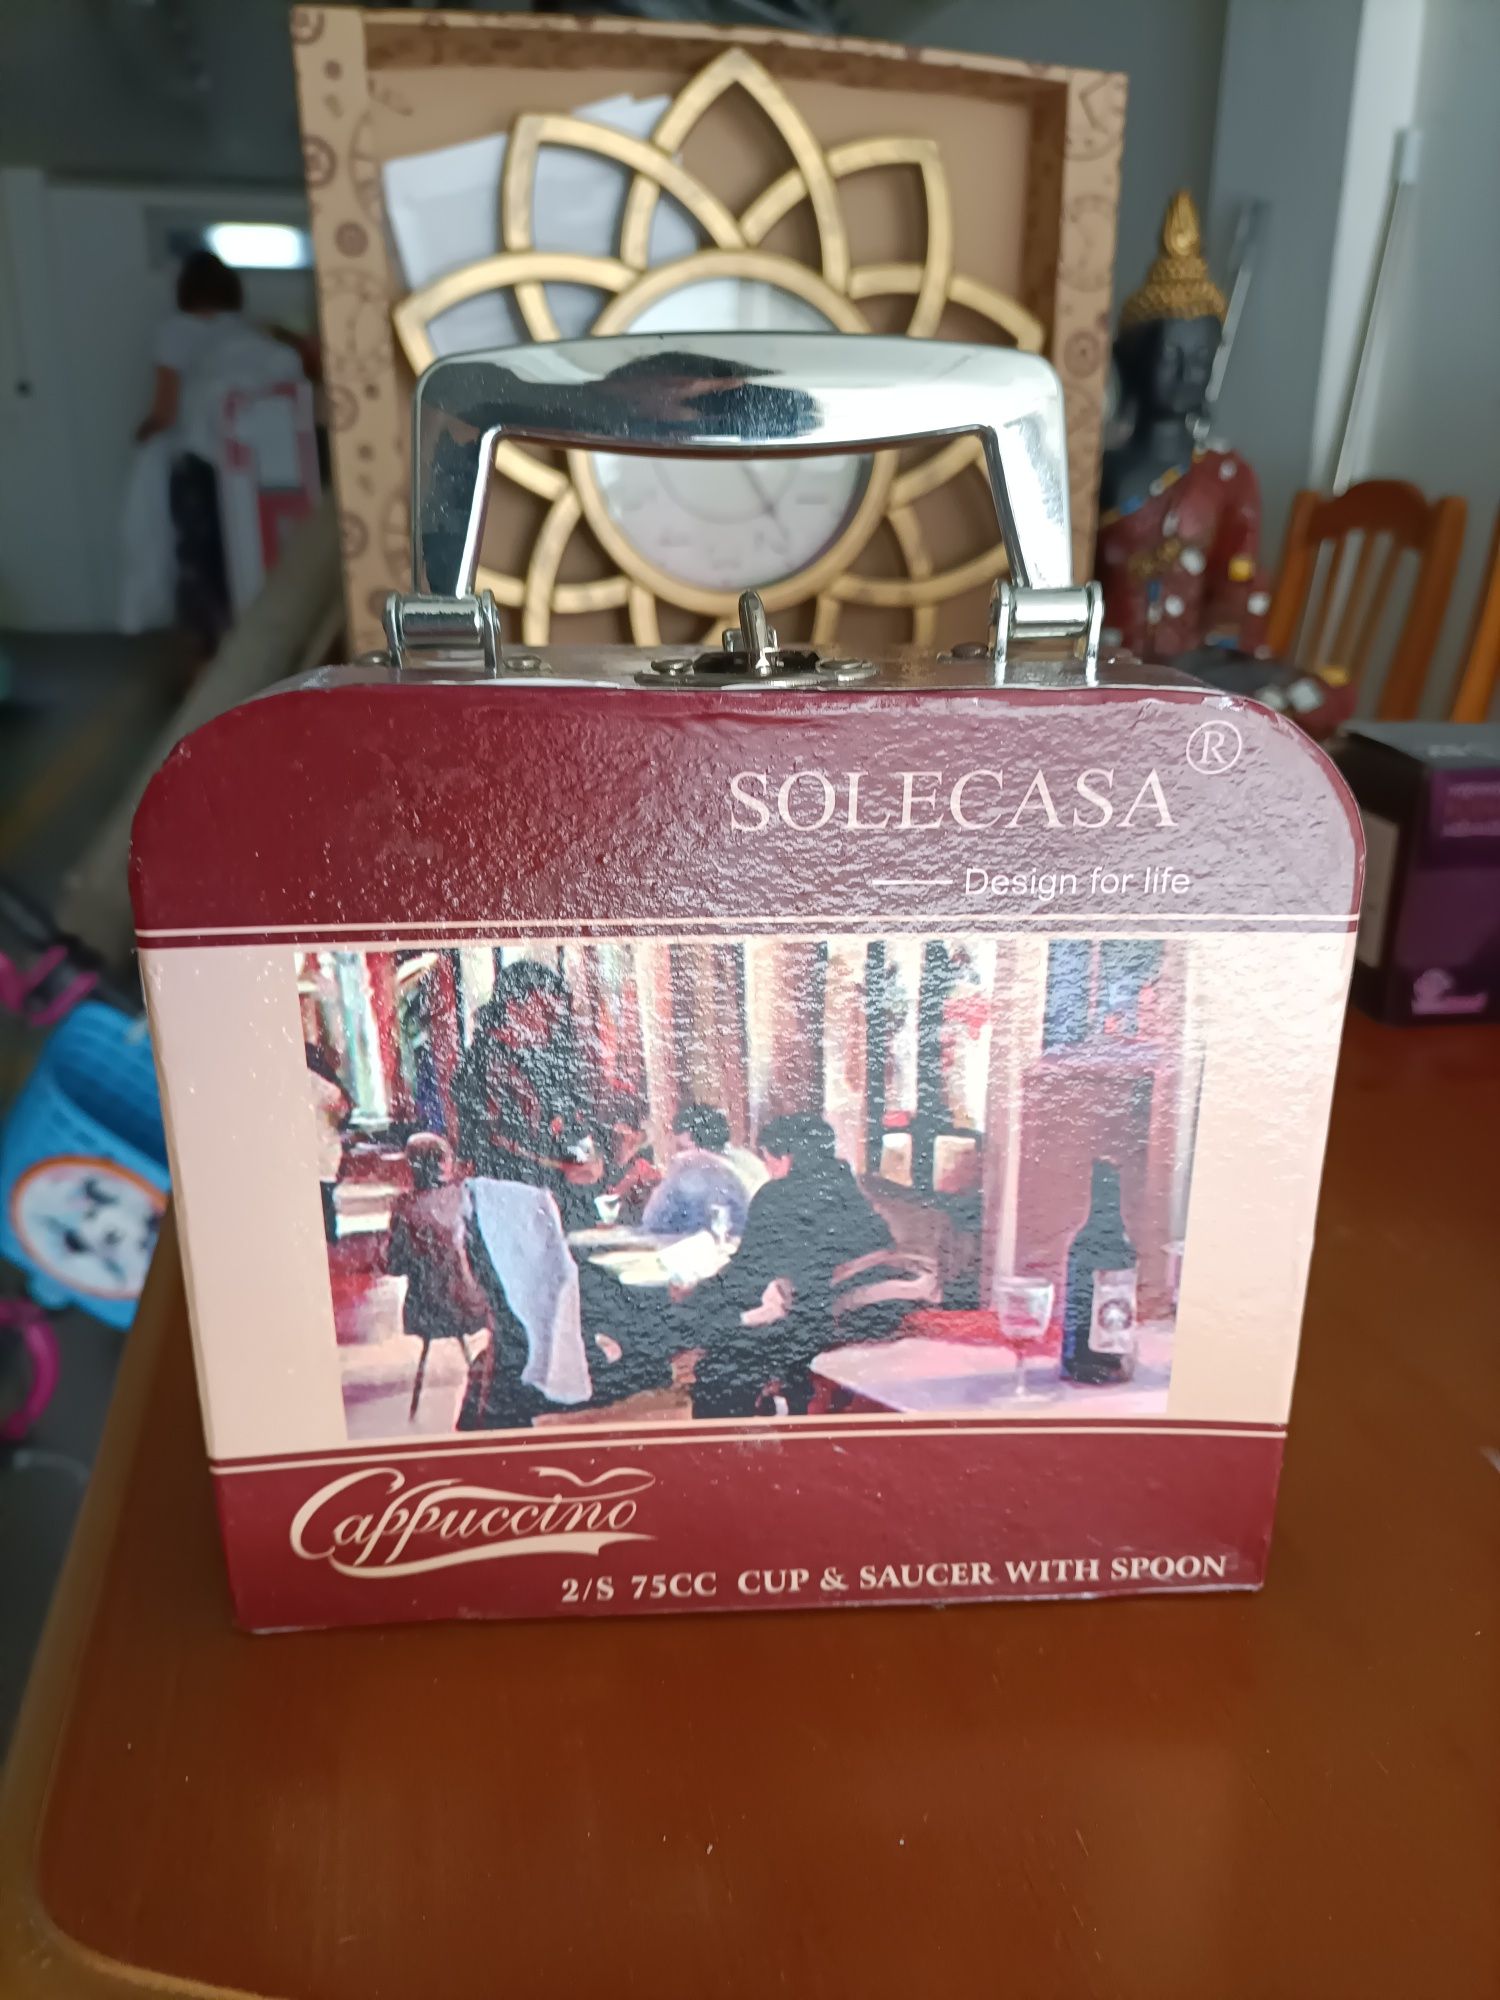 SOLECASA ®
Design for life
Cappuccino
2/S 75CC CUP & SAUCER WITH SPOON